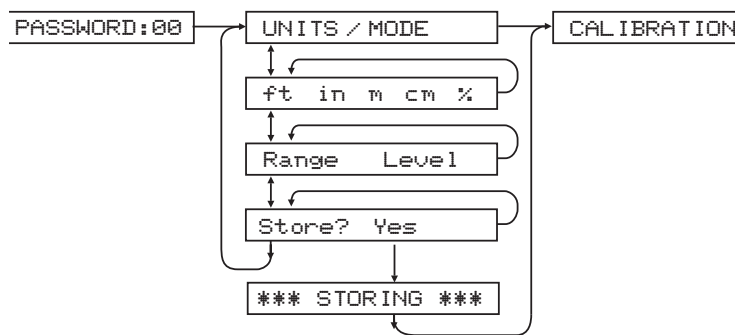 PASSWORD:00
UNITS / MODE
CALIBRATION
ft in m cm %
Range Level
Store? Yes
*** STORING ***